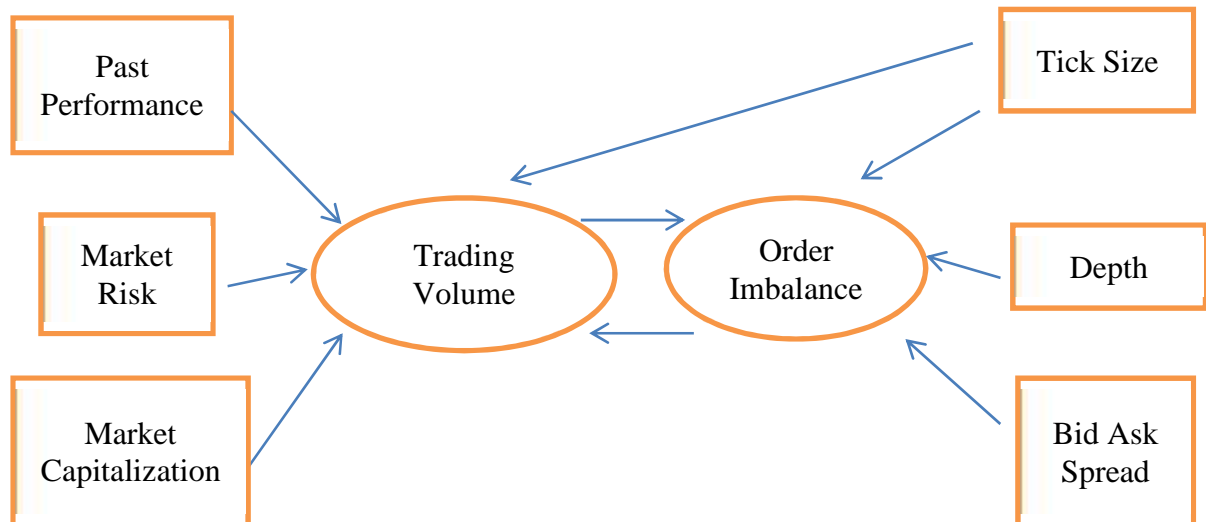 Past
Performance
Tick Size
Market
Risk
Trading
Volume
Order
Imbalance
Depth
Market
Capitalization
Bid Ask
Spread